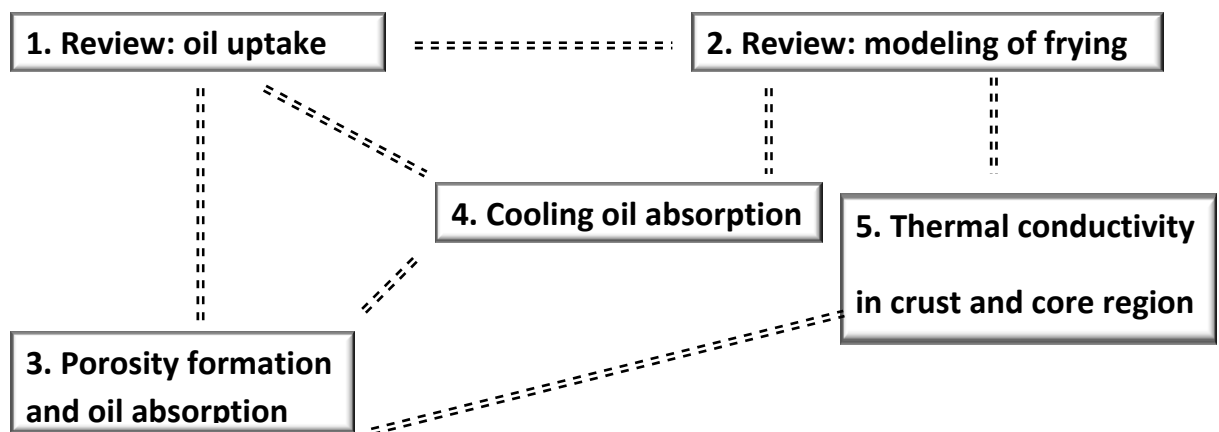 1. Review: oil uptake
2. Review: modeling of frying
4. Cooling oil absorption
5. Thermal conductivity
in crust and core region
3. Porosity formation
and oil absorption